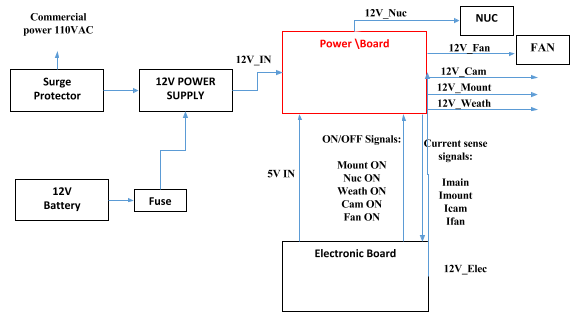 Commercial
power 110VAC
12V_Nuc
NUC
Power \Board
12V_Fan
FAN
12V_IN
Surge
Protector
12V POWER
SUPPLY
12V_Cam
12V_Mount
12V_Weath
ON/OFF Signals:
Mount ON
Nuc ON
Weath ON
Cam ON
Fan ON
5V IN
Current sense
signals:
Imain
Imount
Icam
Ifan
12V
Battery
Fuse
Electronic Board
12V_Elec